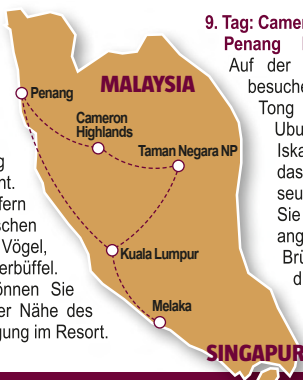 9. Tag: Camer
Penang
Auf der
besuche
Tong
Ubu
Iska
das
seu
Sie
ang
Brü
d
MALAYSIA
Penang
Cameron
Highlands
Taman Negara NP
Kuala Lumpur
Melaka
SINGAPUR
g
nt.
fern
schen
Vögel,
erbüffel.
önnen Sie
er Nähe des
gung im Resort.